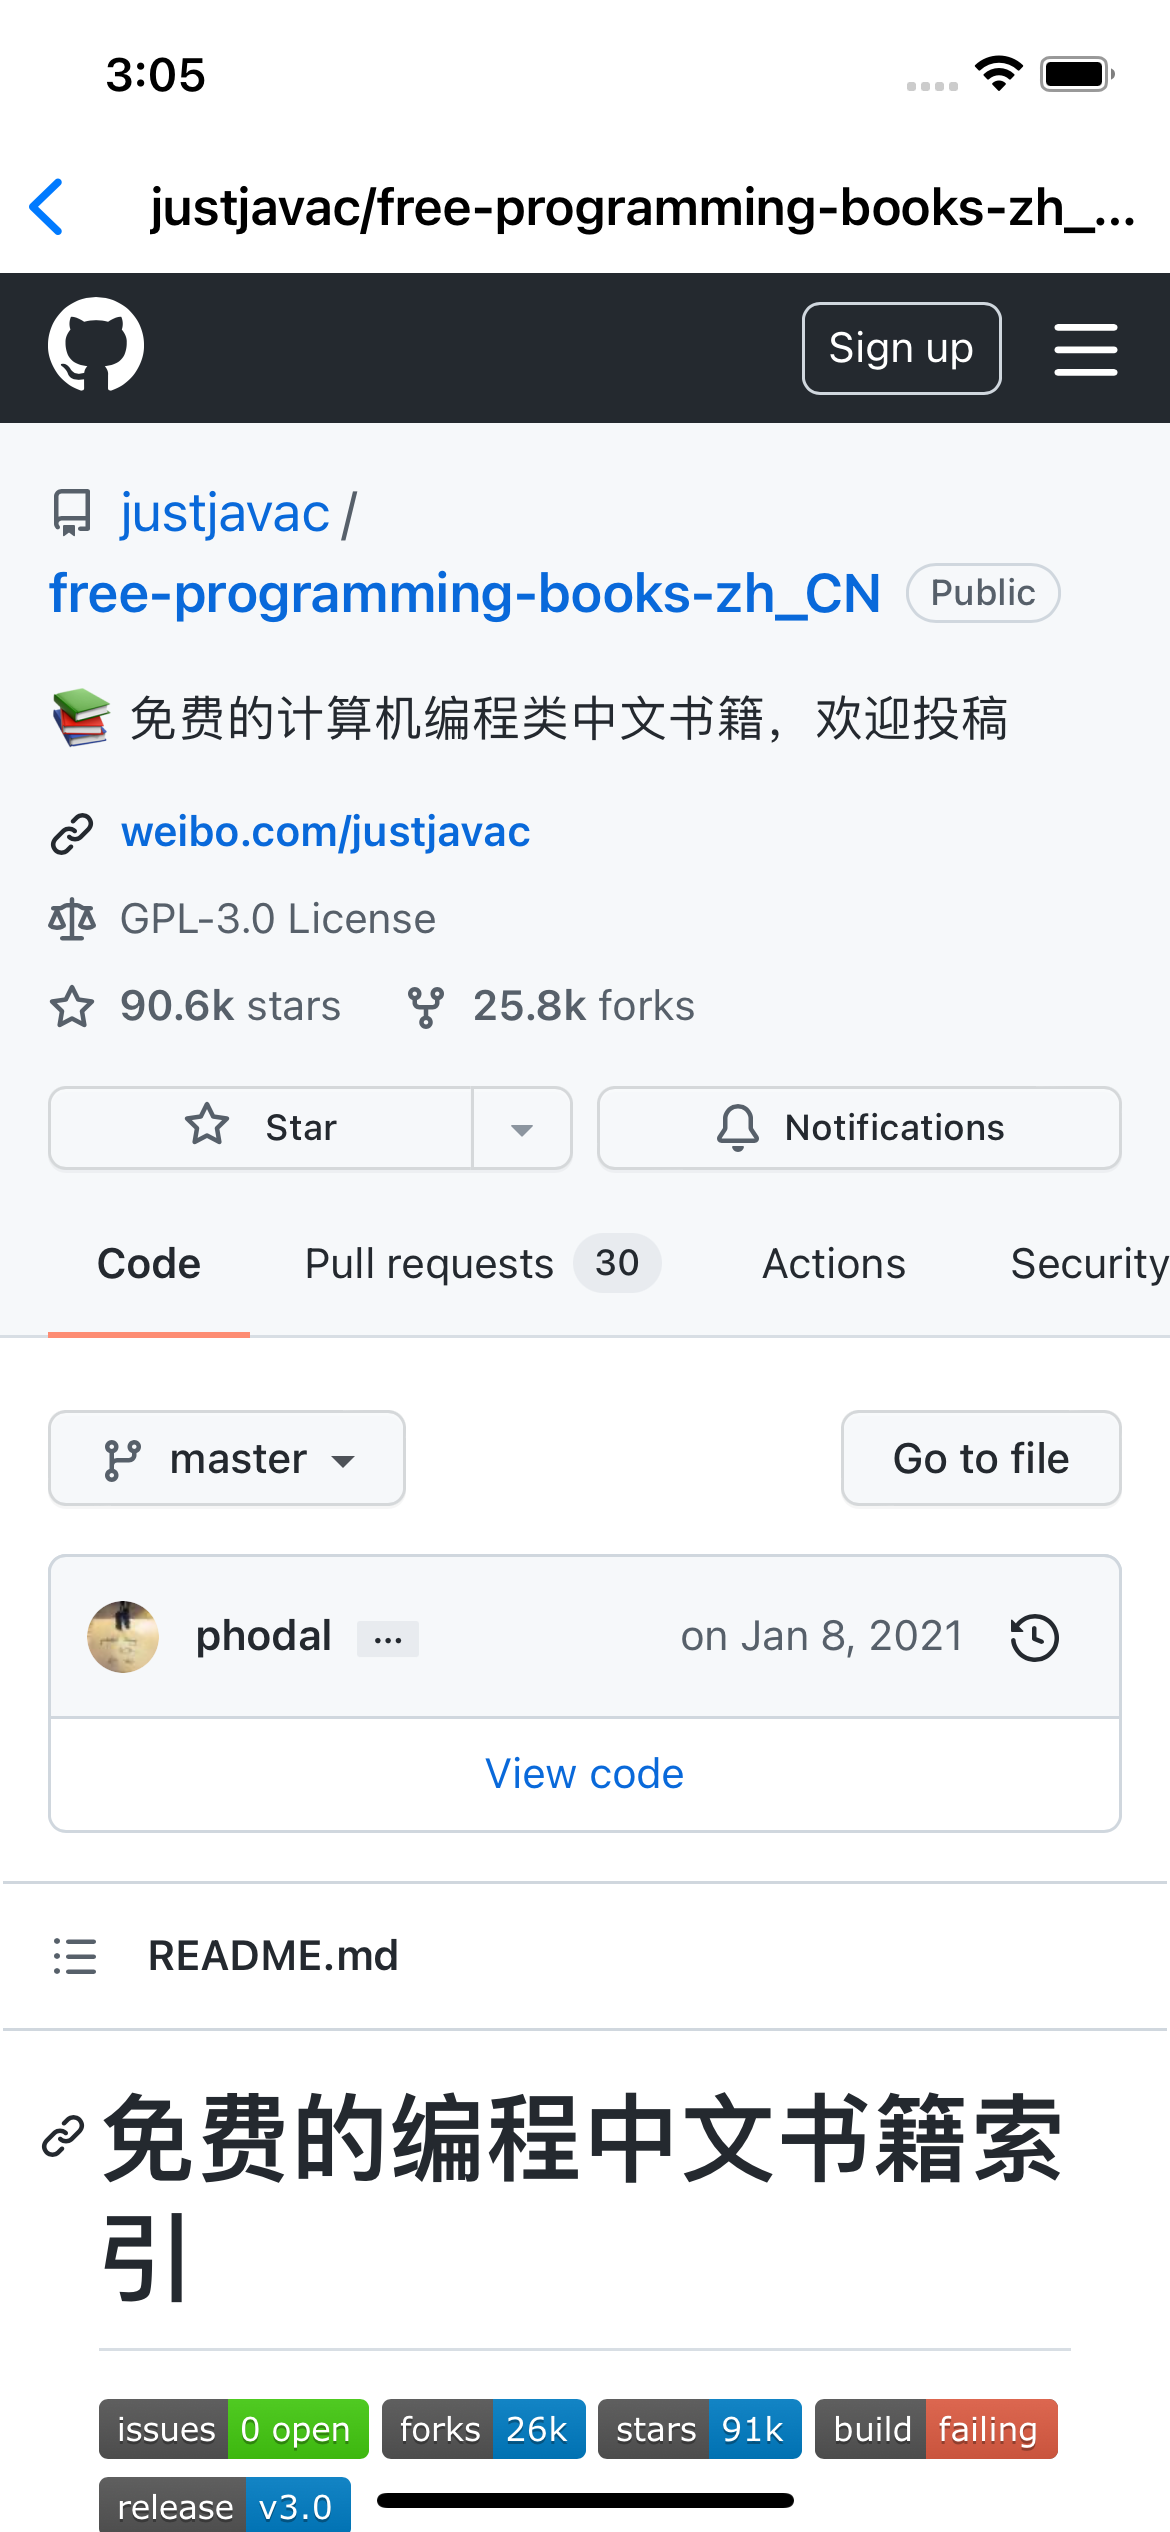 3:05
justjavac/free-programming-books-zh_...
Sign up
justjavac /
free-programming-books-zh_CN Public
📚 免费的计算机编程类中文书籍，欢迎投稿
weibo.com/justjavac
GPL-3.0 License
90.6k stars 25.8k forks
Star Notifications
Code Pull requests 30 Actions Security
master Go to file
phodal ... on Jan 8, 2021
View code
README.md
免费的编程中文书籍索
引
issues 0 open forks 26k stars 91k build failing
release v3.0